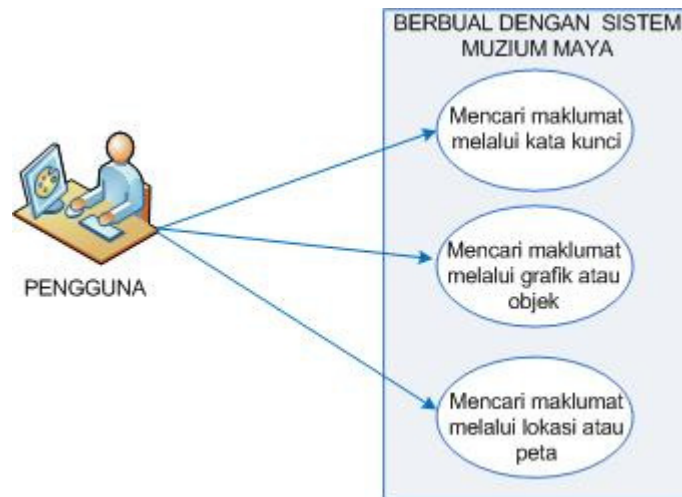 BERBUAL DENGAN SISTEM
MUZIUM MAYA
Mencari maklumat
melalui kata kunci
Mencari maklumat
melalui grafik atau
objek
PENGGUNA
Mencari maklumat
melalui lokasi atau
peta